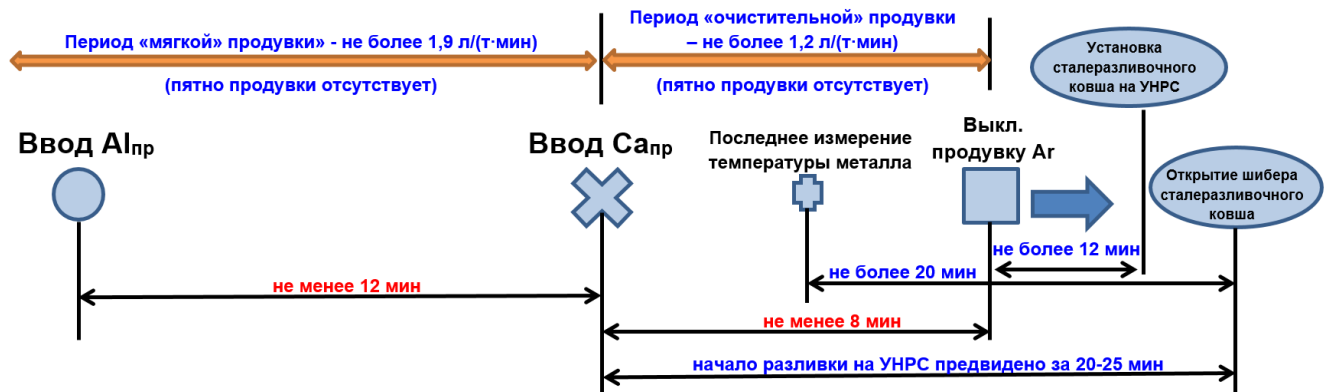 Период «мягкой» продувки» - не более 1,9 л/(т·мин)
(пятно продувки отсутствует)
Период «очистительной» продувки
– не более 1,2 л/(т·мин)
(пятно продувки отсутствует)
Установка
сталеразливочного
ковша на УНРС
Ввод Alпр
Ввод Caпр
Последнее измерение
температуры металла
Выкл.
продувку Ar
Открытие шибера
сталеразливочного
ковша
не более 12 мин
не более 20 мин
не менее 12 мин
не менее 8 мин
начало разливки на УНРС предвидено за 20-25 мин